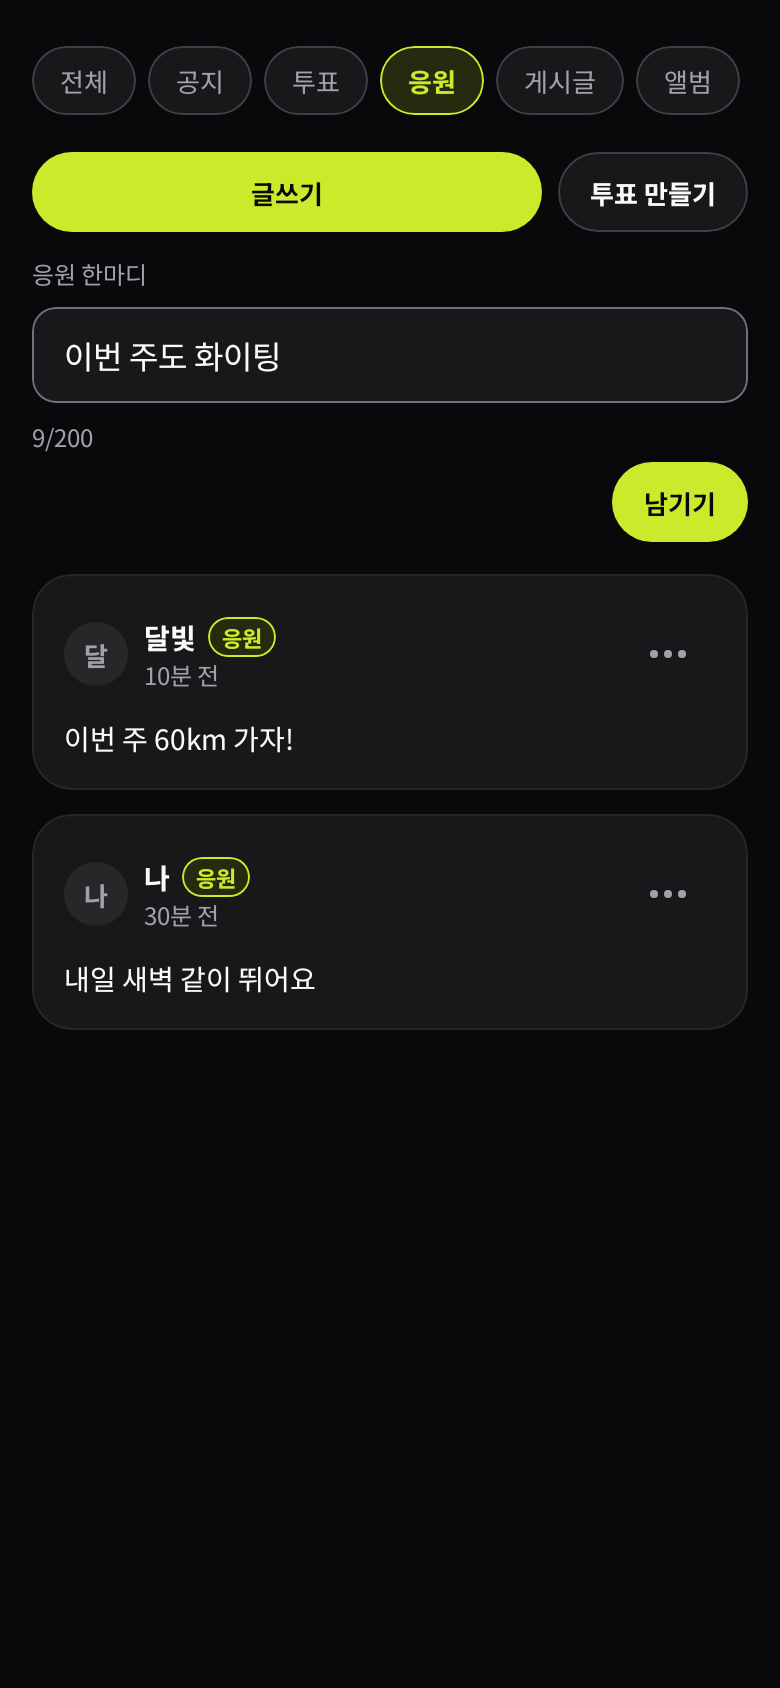 전체 공지 투표 응원 게시글 앨범
글쓰기 투표 만들기
응원 한마디
이번 주도 화이팅
9/200
남기기
달 달빛 응원
10분 전
이번 주 60km 가자!
나 나 응원
30분 전
내일 새벽 같이 뛰어요